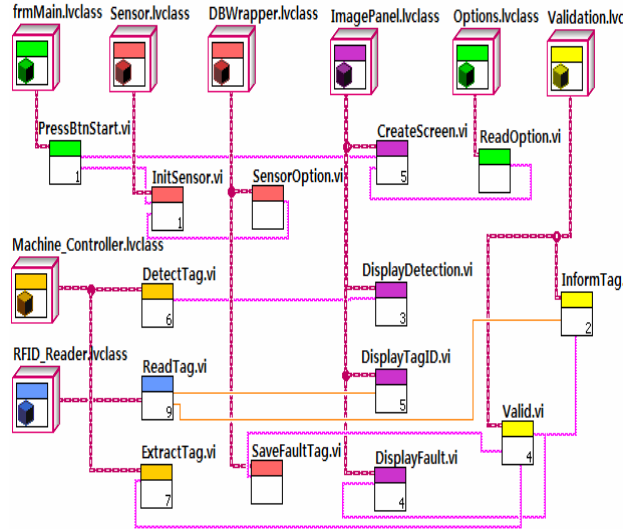 frmMain.lvclass
Sensor.lvclass
DBWrapper.lvclass
ImagePanel.lvclass
Options.lvclass
Validation.lvc
PressBtnStart.vi
1
InitSensor.vi
1
SensorOption.vi
CreateScreen.vi
5
ReadOption.vi
Machine_Controller.lvclass
DetectTag.vi
6
DisplayDetection.vi
3
InformTag.
2
RFID_Reader.lvclass
ReadTag.vi
9
DisplayTagID.vi
5
Valid.vi
4
ExtractTag.vi
7
SaveFaultTag.vi
DisplayFault.vi
4